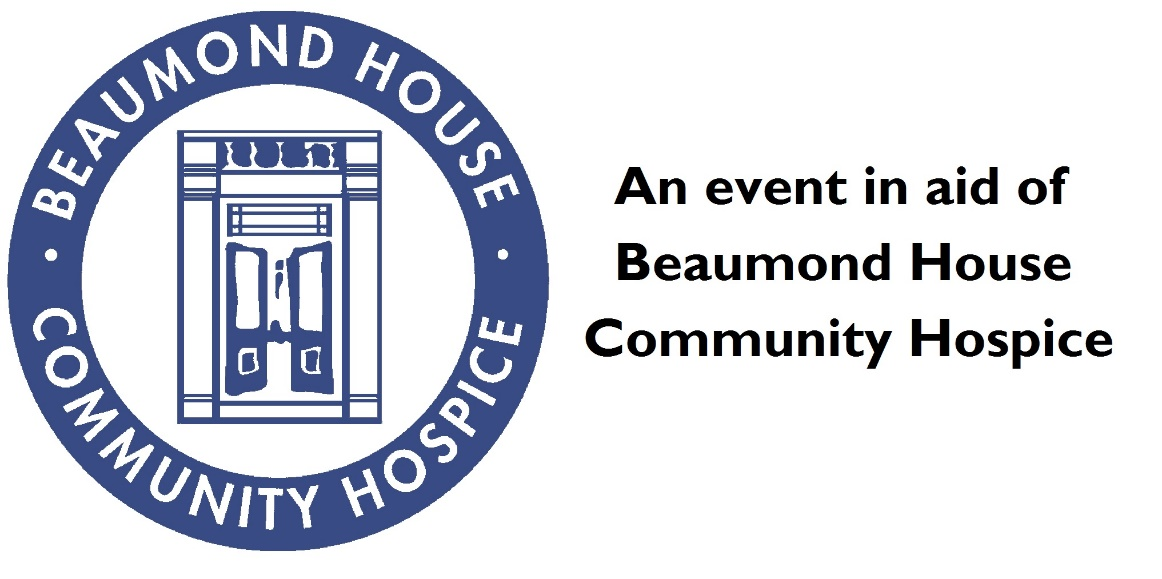 BEAUMOND HOUSE
COMMUNITY HOSPICE
An event in aid of
Beaumond House
Community Hospice